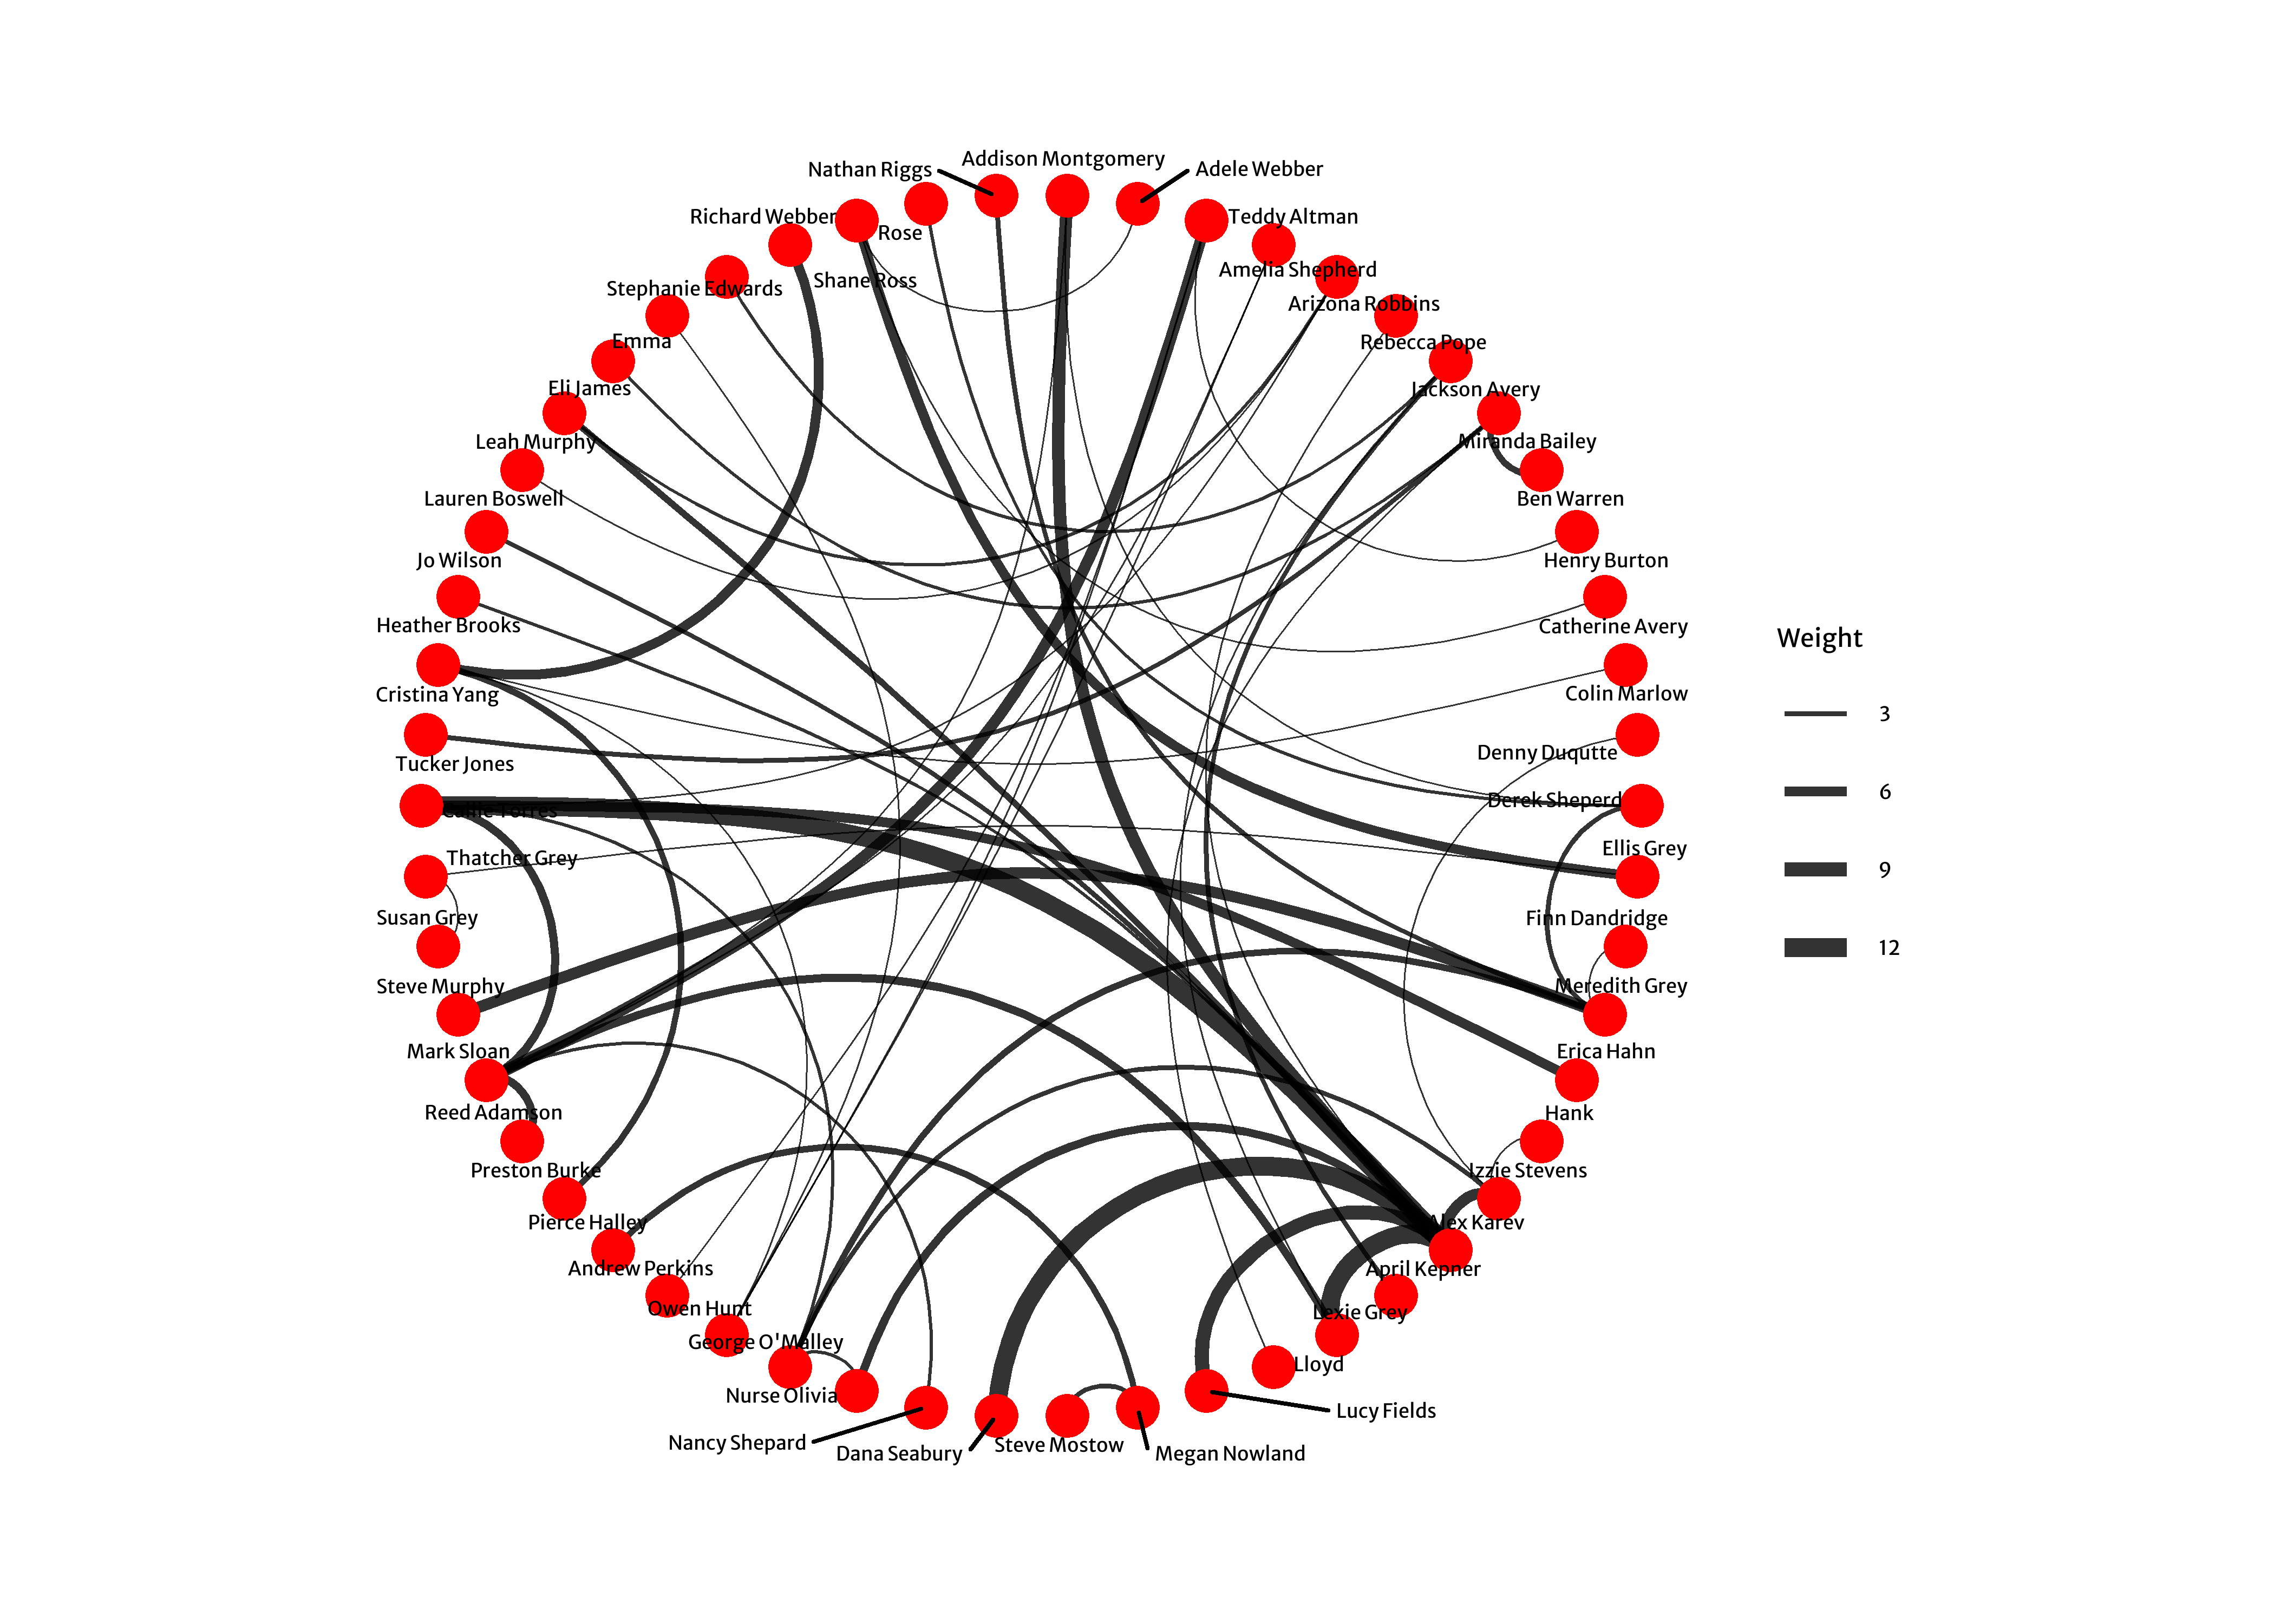 Addison Montgomery
Nathan Riggs
Adele Webber
Richard Webber
Teddy Altman
Rose
Amelia Shepherd
Shane Ross
Stephanie Edwards
Arizona Robbins
Emma
Rebecca Pope
Eli James
Jackson Avery
Leah Murphy
Miranda Bailey
Lauren Boswell
Ben Warren
Jo Wilson
Henry Burton
Heather Brooks
Catherine Avery
Cristina Yang
Colin Marlow
Tucker Jones
Denny Duqutte
Callie Torres
Derek Sheperd
Thatcher Grey
Ellis Grey
Susan Grey
Finn Dandridge
Steve Murphy
Meredith Grey
Mark Sloan
Erica Hahn
Reed Adamson
Hank
Preston Burke
Izzie Stevens
Pierce Halley
Alex Karev
Andrew Perkins
April Kepner
Owen Hunt
Lexie Grey
George O'Malley
Lloyd
Nurse Olivia
Lucy Fields
Nancy Shepard
Dana Seabury
Steve Mostow
Megan Nowland
Weight
3
6
9
12